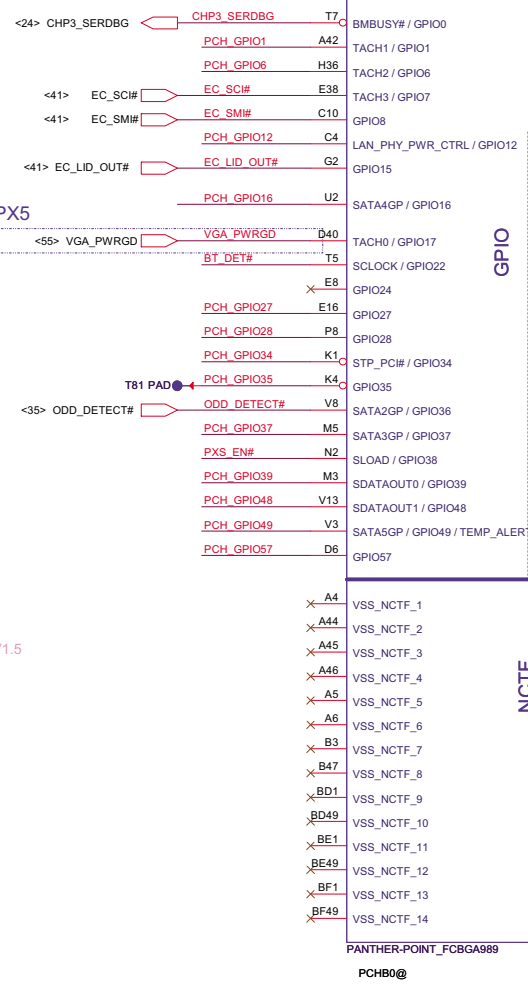 <24> CHP3_SERDBG CHP3_SERDBG T7 BMBUSY# / GPIO0
PCH_GPIO1 A42 TACH1 / GPIO1
PCH_GPIO6 H36 TACH2 / GPIO6
<41> EC_SCI# EC_SCI# E38 TACH3 / GPIO7
<41> EC_SMI# EC_SMI# C10 GPIO8
PCH_GPIO12 C4 LAN_PHY_PWR_CTRL / GPIO12
<41> EC_LID_OUT# EC_LID_OUT# G2 GPIO15
PCH_GPIO16 U2 SATA4GP / GPIO16
PX5
<55> VGA_PWRGD VGA_PWRGD D40 TACH0 / GPIO17
GPIO
BT_DET# T5 SCLOCK / GPIO22
E8 GPIO24
PCH_GPIO27 E16 GPIO27
PCH_GPIO28 P8 GPIO28
PCH_GPIO34 K1 STP_PCI# / GPIO34
T81 PAD PCH_GPIO35 K4 GPIO35
<35> ODD_DETECT# ODD_DETECT# V8 SATA2GP / GPIO36
PCH_GPIO37 M5 SATA3GP / GPIO37
PXS_EN# N2 SLOAD / GPIO38
PCH_GPIO39 M3 SDATAOUT0 / GPIO39
PCH_GPIO48 V13 SDATAOUT1 / GPIO48
PCH_GPIO49 V3 SATA5GP / GPIO49 / TEMP_ALERT
PCH_GPIO57 D6 GPIO57
A4 VSS_NCTF_1
A44 VSS_NCTF_2
/1.5
A45 VSS_NCTF_3
A46 VSS_NCTF_4
NCTF
A5 VSS_NCTF_5
A6 VSS_NCTF_6
B3 VSS_NCTF_7
B47 VSS_NCTF_8
BD1 VSS_NCTF_9
BD49 VSS_NCTF_10
BE1 VSS_NCTF_11
BE49 VSS_NCTF_12
BF1 VSS_NCTF_13
BF49 VSS_NCTF_14
PANTHER-POINT_FCBGA989
PCHB0@